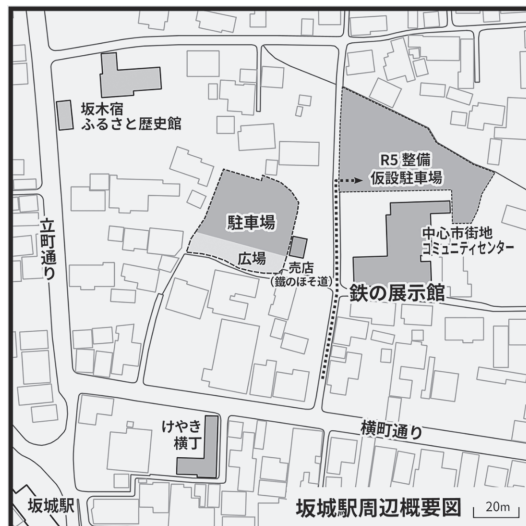 坂木宿
ふるさと歴史館
R5 整備
仮設駐車場
駐車場
広場
売店
(鐵のほそ道)
中心市街地
コミュニティセンター
鉄の展示館
立町通り
横町通り
けやき
横丁
坂城駅
坂城駅周辺概要図
20m